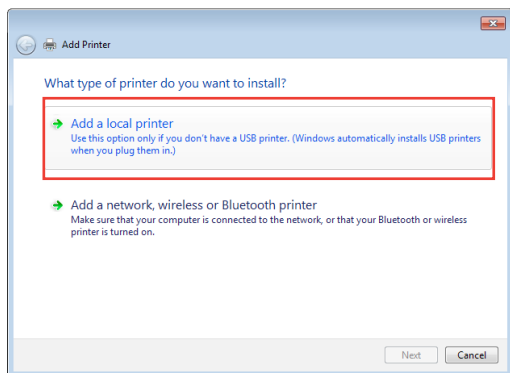 Add Printer
What type of printer do you want to install?
Add a local printer
Use this option only if you don't have a USB printer. (Windows automatically installs USB printers
when you plug them in.)
Add a network, wireless or Bluetooth printer
Make sure that your computer is connected to the network, or that your Bluetooth or wireless
printer is turned on.
Next
Cancel